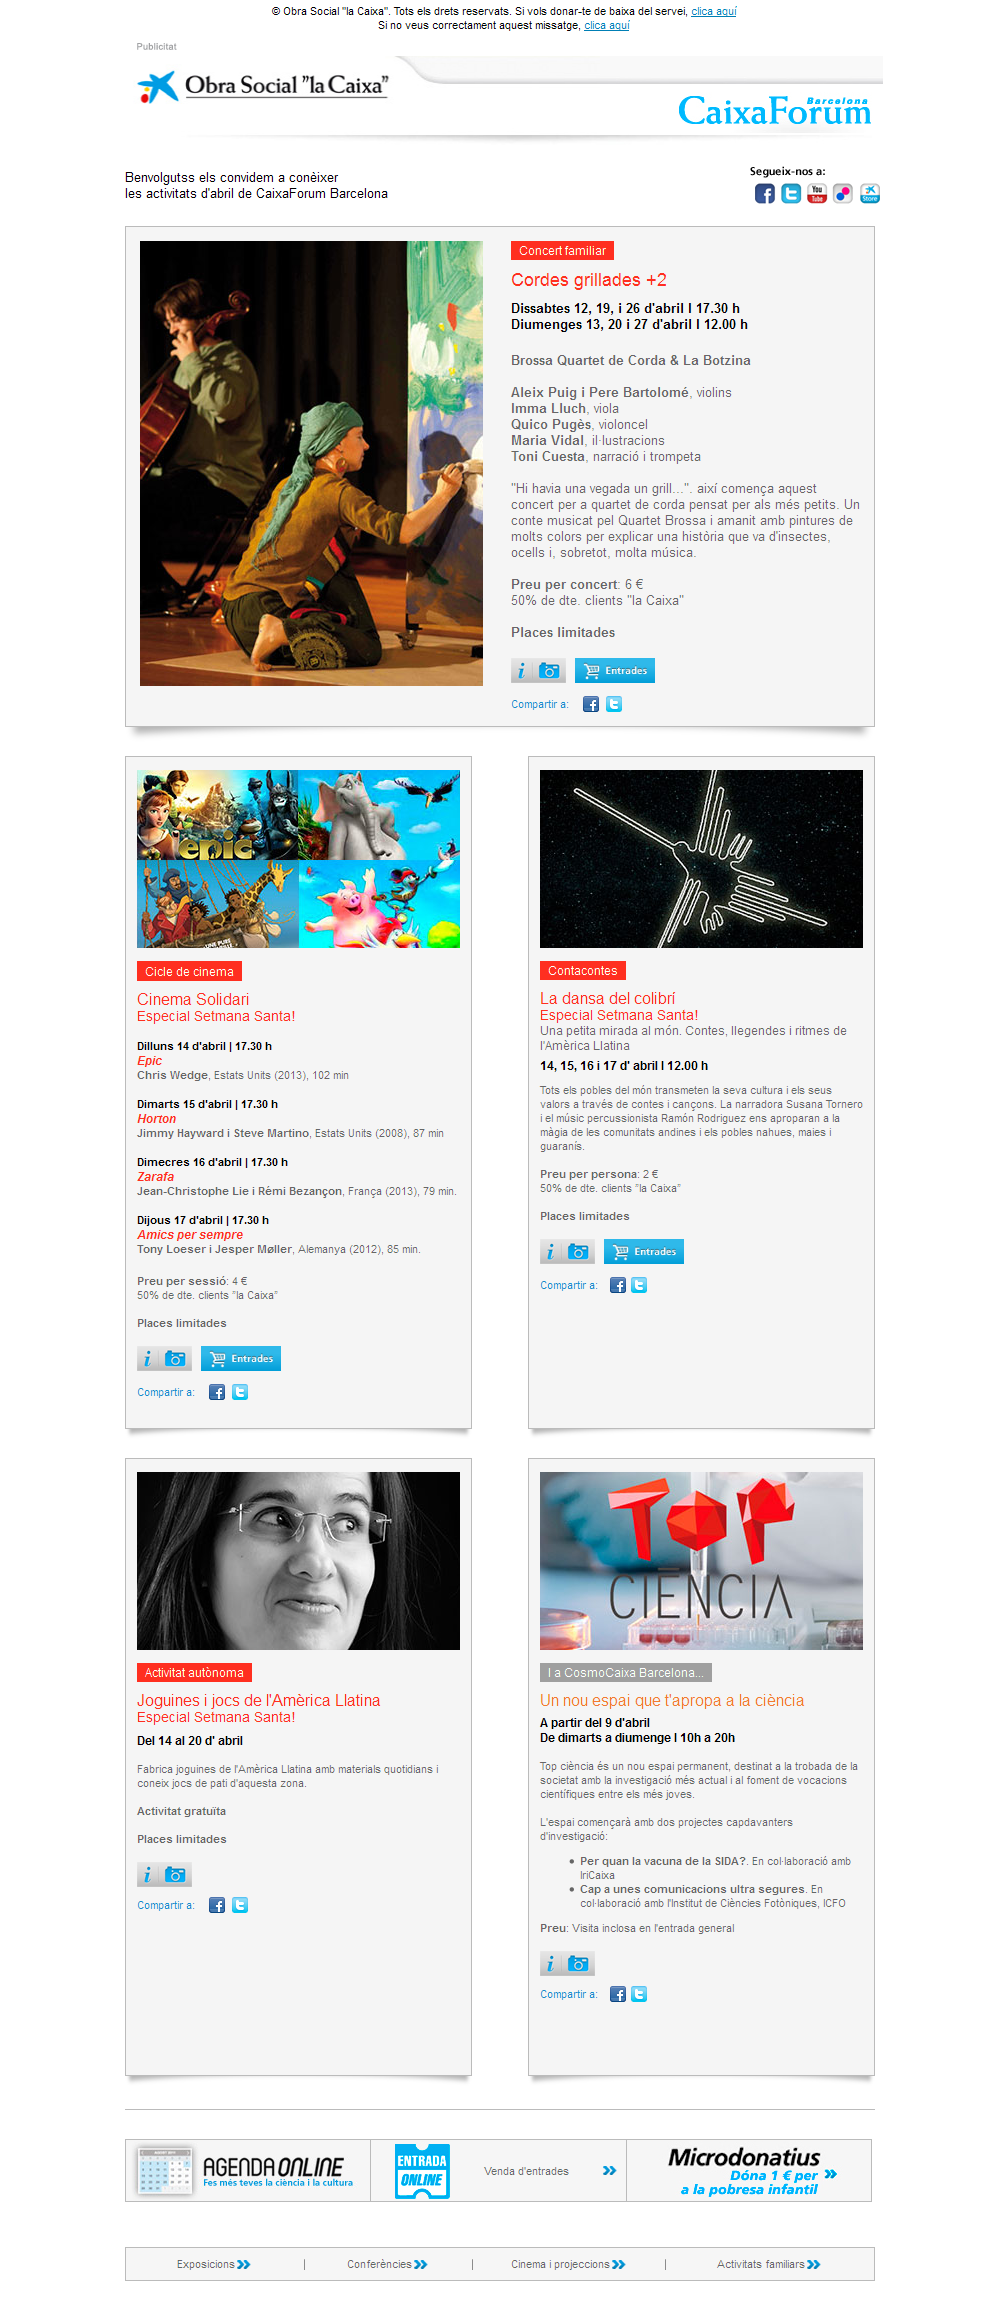 © Obra Social "la Caixa". Tots els drets reservats. Si vols donar-te de baixa del servei, clica aquí
Si no veus correctament aquest missatge, clica aquí
Publicitat
Obra Social "la Caixa"
CaixaForum
Barcelona
Benvolgutss els convidem a conèixer
les activitats d'abril de CaixaForum Barcelona
Segueix-nos a:
You
Tube
Store
Concert familiar
Cordes grillades +2
Dissabtes 12, 19, i 26 d'abril I 17.30 h
Diumenges 13, 20 i 27 d'abril I 12.00 h
Brossa Quartet de Corda & La Botzina
Aleix Puig i Pere Bartolomé, violins
Imma Lluch, viola
Quico Pugès, violoncel
Maria Vidal, il·lustracions
Toni Cuesta, narració i trompeta
"Hi havia una vegada un grill...". així comença aquest
concert per a quartet de corda pensat per als més petits. Un
conte musicat pel Quartet Brossa i amanit amb pintures de
molts colors per explicar una història que va d'insectes,
ocells i, sobretot, molta música.
Preu per concert: 6 €
50% de dte. clients "la Caixa"
Places limitades
i
Entrades
Compartir a:
epic
Cicle de cinema
Cinema Solidari
Especial Setmana Santa!
Dilluns 14 d'abril | 17.30 h
Epic
Chris Wedge, Estats Units (2013), 102 min
Dimarts 15 d'abril | 17.30 h
Horton
Jimmy Hayward i Steve Martino, Estats Units (2008), 87 min
Dimecres 16 d'abril | 17.30 h
Zarafa
Jean-Christophe Lie i Rémi Bezançon, França (2013), 79 min.
Dijous 17 d'abril | 17.30 h
Amics per sempre
Tony Loeser i Jesper Møller, Alemanya (2012), 85 min.
Preu per sessió: 4 €
50% de dte. clients "la Caixa"
Places limitades
i
Entrades
Compartir a:
Contacontes
La dansa del colibrí
Especial Setmana Santa!
Una petita mirada al món. Contes, llegendes i ritmes de
l'Amèrica Llatina
14, 15, 16 i 17 d' abril I 12.00 h
Tots els pobles del món transmeten la seva cultura i els seus
valors a través de contes i cançons. La narradora Susana Tornero
i el músic percussionista Ramón Rodriguez ens aproparan a la
màgia de les comunitats andines i els pobles nahues, maies i
guaranís.
Preu per persona: 2 €
50% de dte. clients "la Caixa"
Places limitades
i
Entrades
Compartir a:
Activitat autònoma
Joguines i jocs de l'Amèrica Llatina
Especial Setmana Santa!
Del 14 al 20 d' abril
Fabrica joguines de l'Amèrica Llatina amb materials quotidians i
coneix jocs de pati d'aquesta zona.
Activitat gratuïta
Places limitades
i
Compartir a:
TOP
CIÈNCIA
I a CosmoCaixa Barcelona...
Un nou espai que t'apropa a la ciència
A partir del 9 d'abril
De dimarts a diumenge I 10h a 20h
Top ciència és un nou espai permanent, destinat a la trobada de la
societat amb la investigació més actual i al foment de vocacions
científiques entre els més joves.
L'espai començarà amb dos projectes capdavanters
d'investigació:
• Per quan la vacuna de la SIDA?. En col·laboració amb
IriCaixa
• Cap a unes comunicacions ultra segures. En
col·laboració amb l'Institut de Ciències Fotòniques, ICFO
Preu: Visita inclosa en l'entrada general
i
Compartir a:
AGENDA ONLINE
Fes més teves la ciència i la cultura
ENTRADA
ONLINE
Venda d'entrades
Microdonatius
Dóna 1 € per
a la pobresa infantil
Exposicions | Conferències | Cinema i projeccions | Activitats familiars